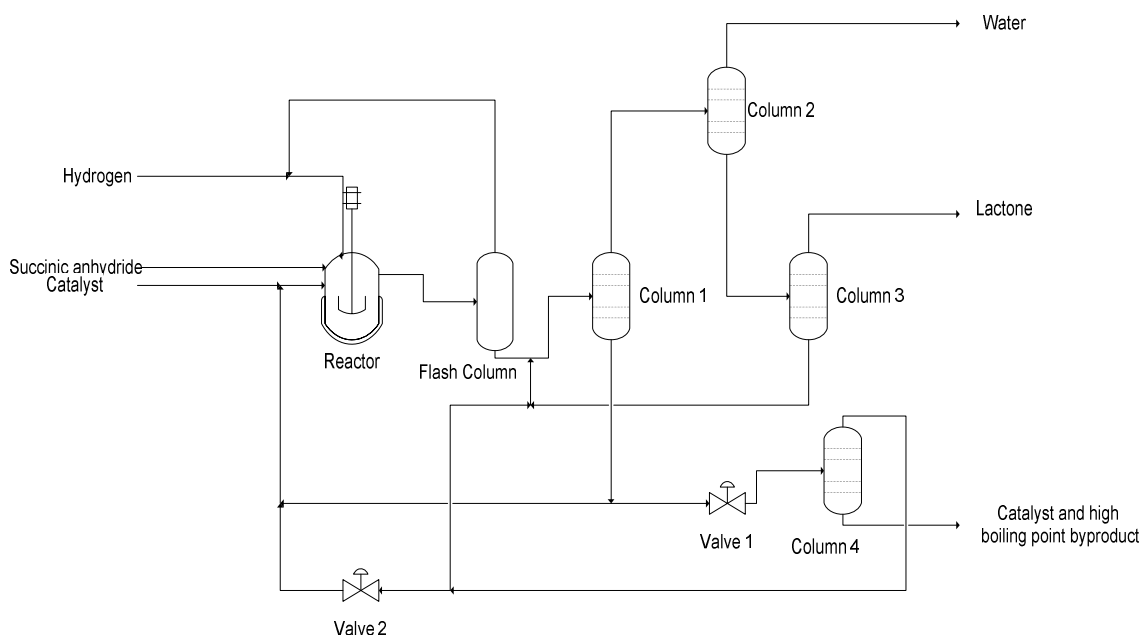 Water
Column 2
Hydrogen
Lactone
Succinic anhydride
Catalyst
Column 1
Column 3
Reactor
Flash Column
Valve 1
Column 4
Catalyst and high
boiling point byproduct
Valve 2